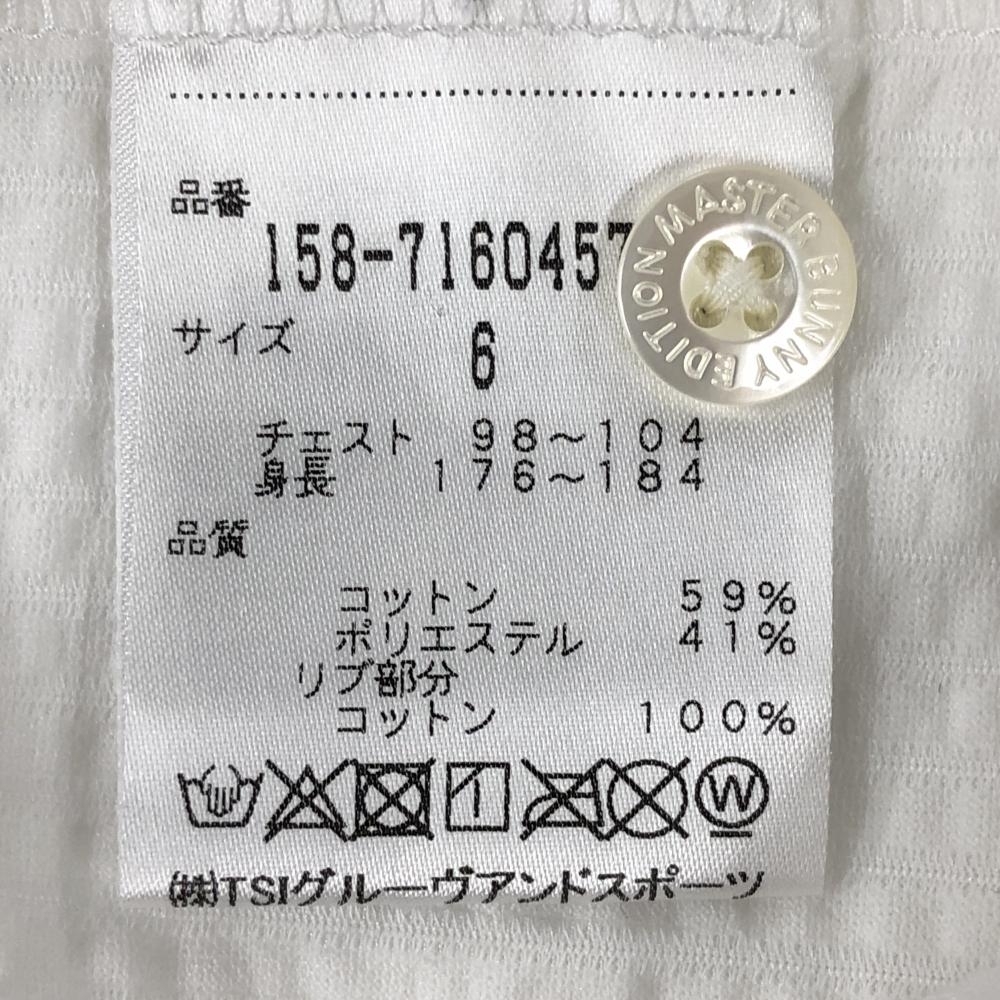 品番
158-7160457
MASTER BUNNY EDITION
サイズ 6
チェスト 98～104
身長 176～184
品質
コットン 59%
ポリエステル 41%
リブ部分
コットン 100%
1
W
㈱TSIグルーヴアンドスポーツ